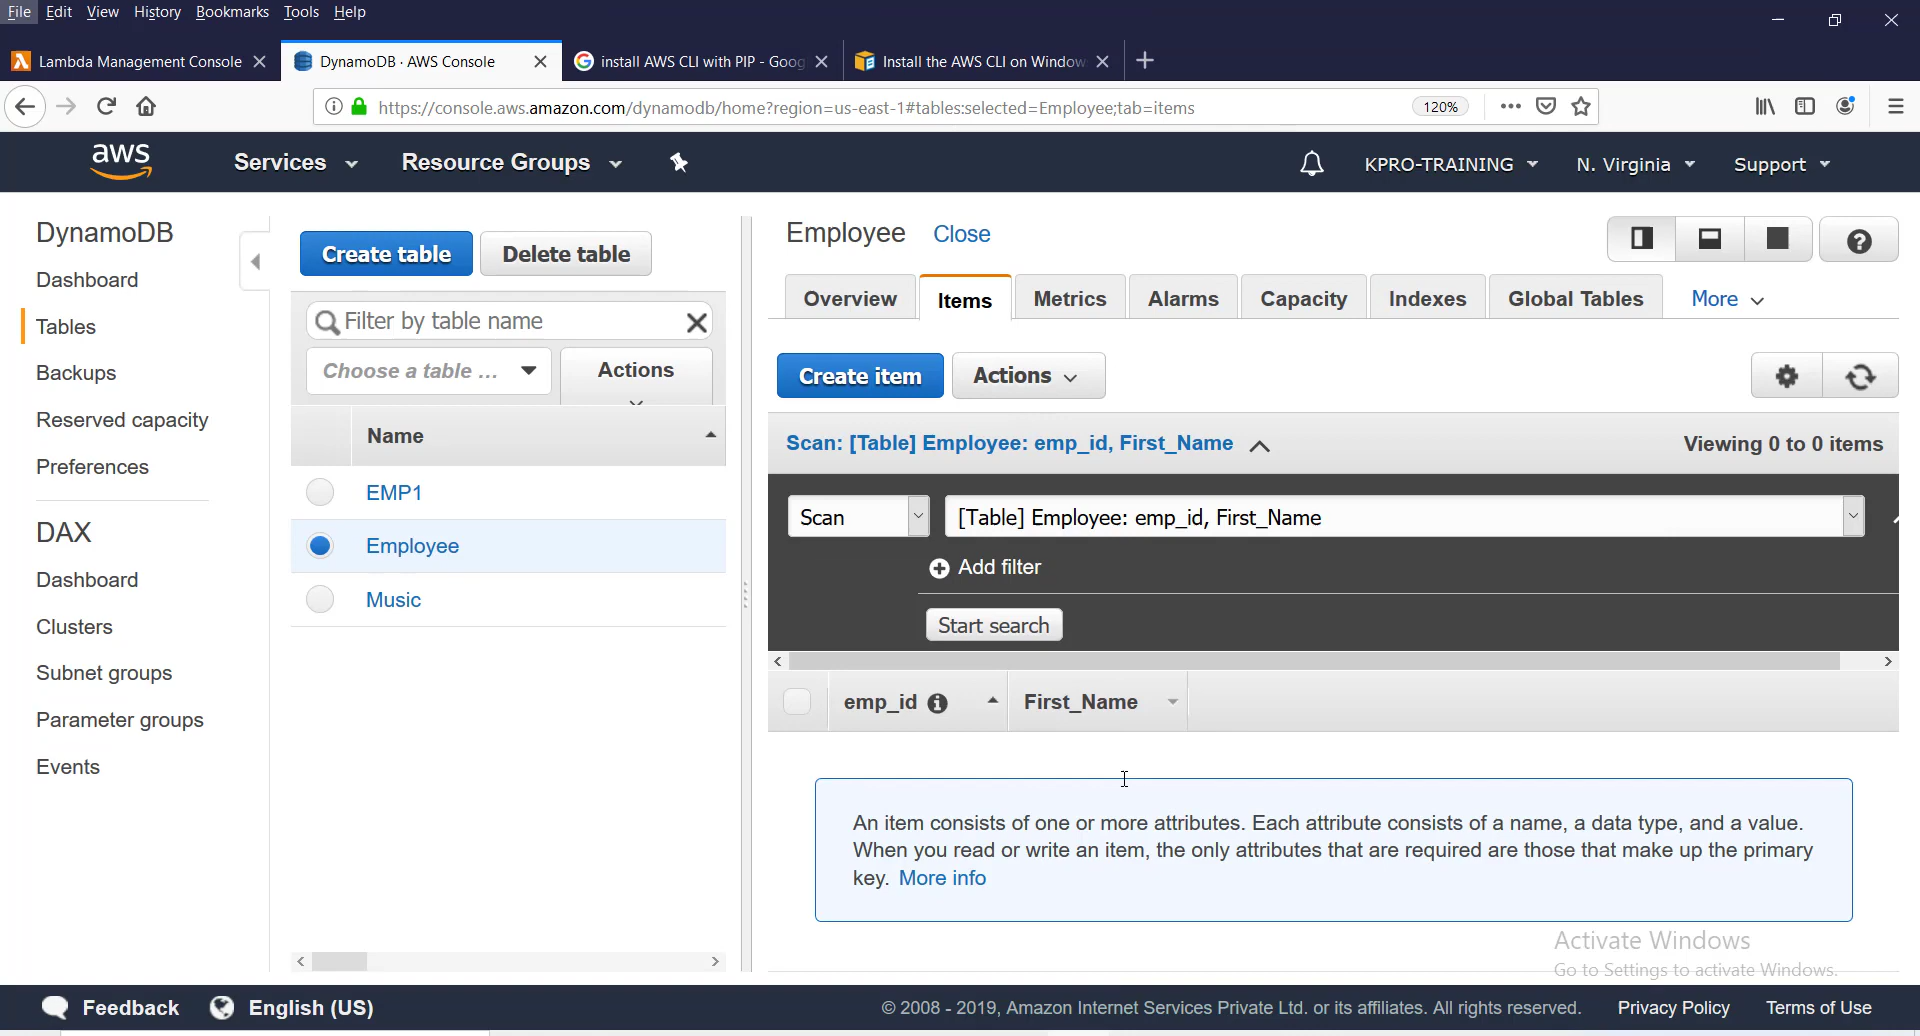 File Edit View History Bookmarks Tools Help
Lambda Management Console
DynamoDB · AWS Console
install AWS CLI with PIP - Goog
Install the AWS CLI on Window
https://console.aws.amazon.com/dynamodb/home?region=us-east-1#tables:selected=Employee;tab=items
120%
aws
Services
Resource Groups
KPRO-TRAINING
N. Virginia
Support
DynamoDB
Dashboard
Tables
Backups
Reserved capacity
Preferences
DAX
Dashboard
Clusters
Subnet groups
Parameter groups
Events
Create table
Delete table
Filter by table name
Choose a table ...
Actions
Name
EMP1
Employee
Music
Employee Close
Overview
Items
Metrics
Alarms
Capacity
Indexes
Global Tables
More
Create item
Actions
Scan: [Table] Employee: emp_id, First_Name
Viewing 0 to 0 items
Scan
[Table] Employee: emp_id, First_Name
Add filter
Start search
emp_id
First_Name
An item consists of one or more attributes. Each attribute consists of a name, a data type, and a value.
When you read or write an item, the only attributes that are required are those that make up the primary
key. More info
Activate Windows
Go to Settings to activate Windows.
Feedback
English (US)
© 2008 - 2019, Amazon Internet Services Private Ltd. or its affiliates. All rights reserved.
Privacy Policy
Terms of Use